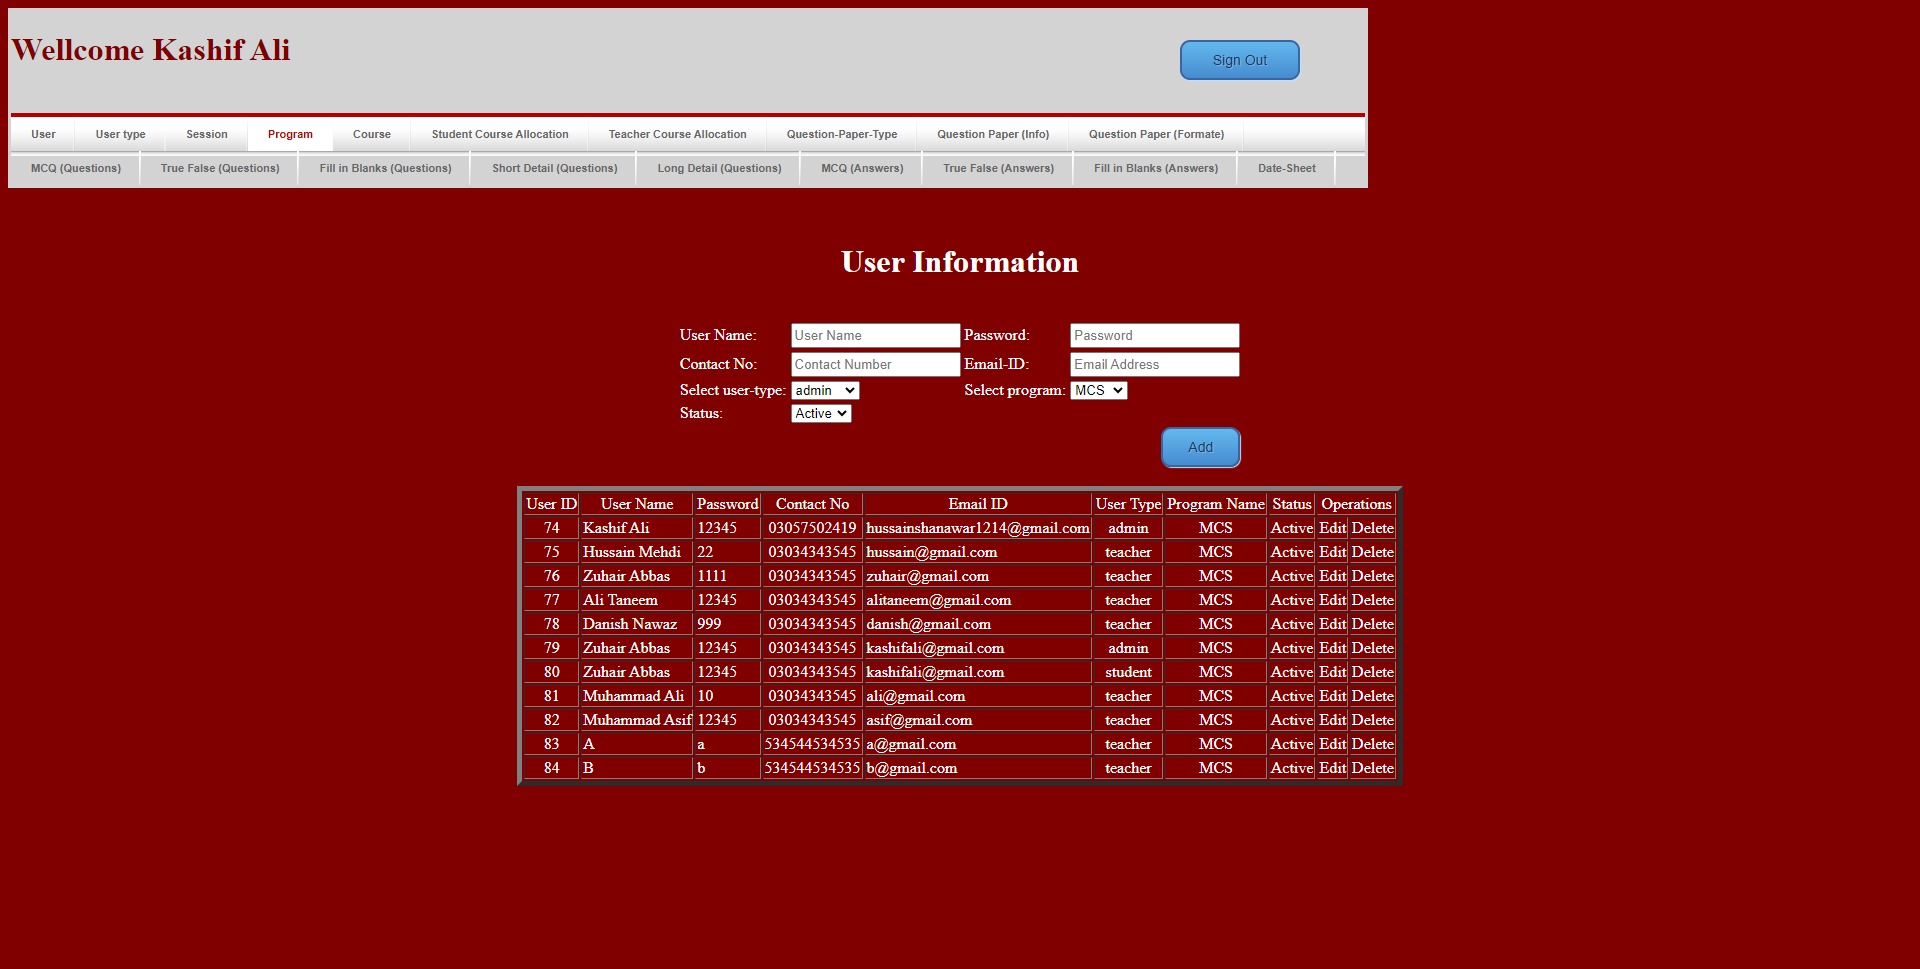 Wellcome Kashif Ali
Sign Out
User User type Session Program Course Student Course Allocation Teacher Course Allocation Question-Paper-Type Question Paper (Info) Question Paper (Formate)
MCQ (Questions) True False (Questions) Fill in Blanks (Questions) Short Detail (Questions) Long Detail (Questions) MCQ (Answers) True False (Answers) Fill in Blanks (Answers) Date-Sheet
User Information
User Name: User Name Password: Password
Contact No: Contact Number Email-ID: Email Address
Select user-type: admin Select program: MCS
Status: Active
Add
User ID User Name Password Contact No Email ID User Type Program Name Status Operations
74 Kashif Ali 12345 03057502419 hussainshanawar1214@gmail.com admin MCS Active Edit Delete
75 Hussain Mehdi 22 03034343545 hussain@gmail.com teacher MCS Active Edit Delete
76 Zuhair Abbas 1111 03034343545 zuhair@gmail.com teacher MCS Active Edit Delete
77 Ali Taneem 12345 03034343545 alitaneem@gmail.com teacher MCS Active Edit Delete
78 Danish Nawaz 999 03034343545 danish@gmail.com teacher MCS Active Edit Delete
79 Zuhair Abbas 12345 03034343545 kashifali@gmail.com admin MCS Active Edit Delete
80 Zuhair Abbas 12345 03034343545 kashifali@gmail.com student MCS Active Edit Delete
81 Muhammad Ali 10 03034343545 ali@gmail.com teacher MCS Active Edit Delete
82 Muhammad Asif 12345 03034343545 asif@gmail.com teacher MCS Active Edit Delete
83 A a 534544534535 a@gmail.com teacher MCS Active Edit Delete
84 B b 534544534535 b@gmail.com teacher MCS Active Edit Delete